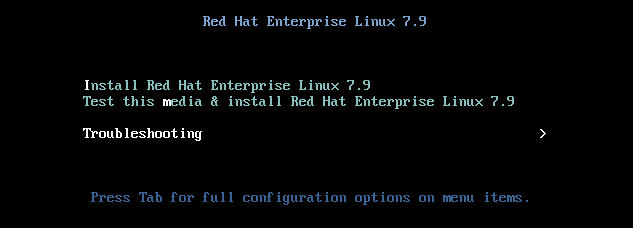 Red Hat Enterprise Linux 7.9
Install Red Hat Enterprise Linux 7.9
Test this media & install Red Hat Enterprise Linux 7.9
Troubleshooting >
Press Tab for full configuration options on menu items.